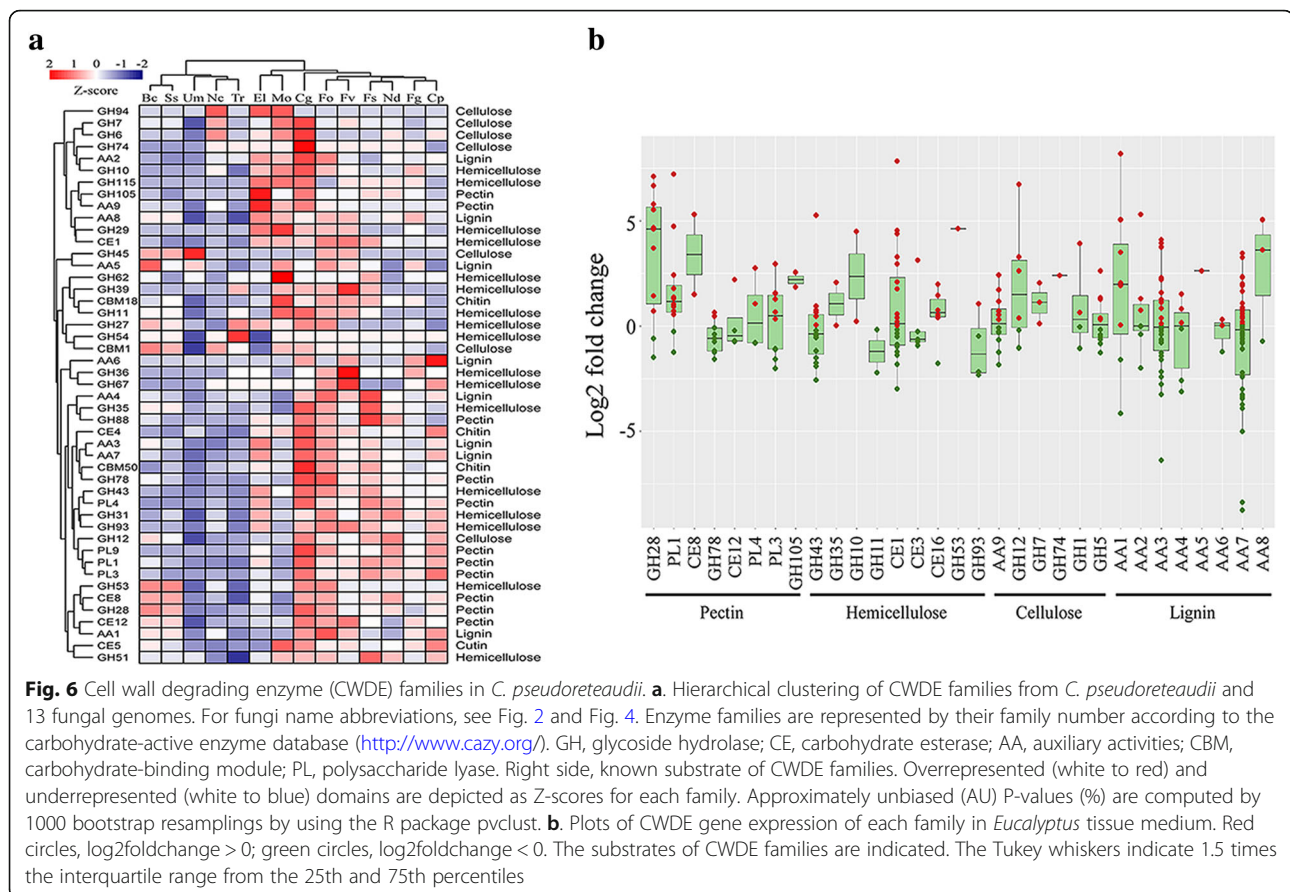 a
2 1 0 -1 -2
Z-score
Bc Ss Um Nc Tr El Mo Cg Fo Fv Fs Nd Fg Cp
GH94 Cellulose
GH7 Cellulose
GH6 Cellulose
GH74 Cellulose
AA2 Lignin
GH10 Hemicellulose
GH115 Hemicellulose
GH105 Pectin
AA9 Pectin
AA8 Lignin
GH29 Hemicellulose
CE1 Hemicellulose
GH45 Cellulose
AA5 Lignin
GH62 Hemicellulose
GH39 Hemicellulose
CBM18 Chitin
GH11 Hemicellulose
GH27 Hemicellulose
GH54 Hemicellulose
CBM1 Cellulose
AA6 Lignin
GH36 Hemicellulose
GH67 Hemicellulose
AA4 Lignin
GH35 Hemicellulose
GH88 Pectin
CE4 Chitin
AA3 Lignin
AA7 Lignin
CBM50 Chitin
GH78 Pectin
GH43 Hemicellulose
PL4 Pectin
GH31 Hemicellulose
GH93 Hemicellulose
GH12 Cellulose
PL9 Pectin
PL1 Pectin
PL3 Pectin
GH53 Hemicellulose
CE8 Pectin
GH28 Pectin
CE12 Pectin
AA1 Lignin
CE5 Cutin
GH51 Hemicellulose
b
Log2 fold change
5
0
-5
GH28 PL1 CE8 GH78 CE12 PL4 PL3 GH105 GH43 GH35 GH10 GH11 CE1 CE3 CE16 GH53 GH93 AA9 GH12 GH7 GH74 GH1 GH5 AA1 AA2 AA3 AA4 AA5 AA6 AA7 AA8
Pectin Hemicellulose Cellulose Lignin
Fig. 6 Cell wall degrading enzyme (CWDE) families in C. pseudoreteaudii. a. Hierarchical clustering of CWDE families from C. pseudoreteaudii and
13 fungal genomes. For fungi name abbreviations, see Fig. 2 and Fig. 4. Enzyme families are represented by their family number according to the
carbohydrate-active enzyme database (http://www.cazy.org/). GH, glycoside hydrolase; CE, carbohydrate esterase; AA, auxiliary activities; CBM,
carbohydrate-binding module; PL, polysaccharide lyase. Right side, known substrate of CWDE families. Overrepresented (white to red) and
underrepresented (white to blue) domains are depicted as Z-scores for each family. Approximately unbiased (AU) P-values (%) are computed by
1000 bootstrap resamplings by using the R package pvclust. b. Plots of CWDE gene expression of each family in Eucalyptus tissue medium. Red
circles, log2foldchange > 0; green circles, log2foldchange < 0. The substrates of CWDE families are indicated. The Tukey whiskers indicate 1.5 times
the interquartile range from the 25th and 75th percentiles